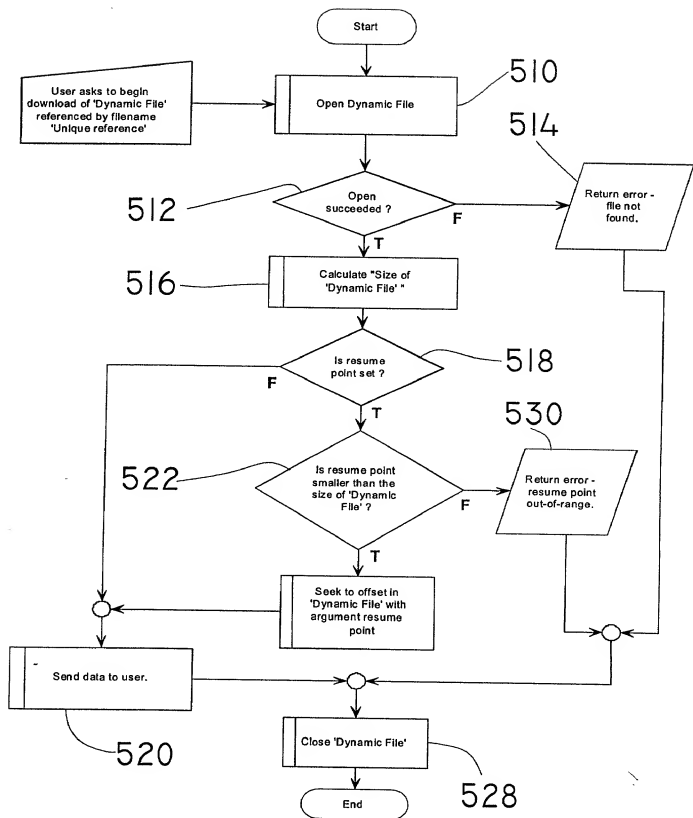 Start
User asks to begin
download of 'Dynamic File'
referenced by filename
'Unique reference'
Open Dynamic File
510
514
Open
succeeded ?
512
F
T
Return error -
file not
found.
Calculate "Size of
'Dynamic File' "
516
Is resume
point set ?
518
F
T
530
Is resume point
smaller than the
size of 'Dynamic
File' ?
522
F
T
Return error -
resume point
out-of-range.
Seek to offset in
'Dynamic File' with
argument resume
point
Send data to user.
520
Close 'Dynamic File'
528
End